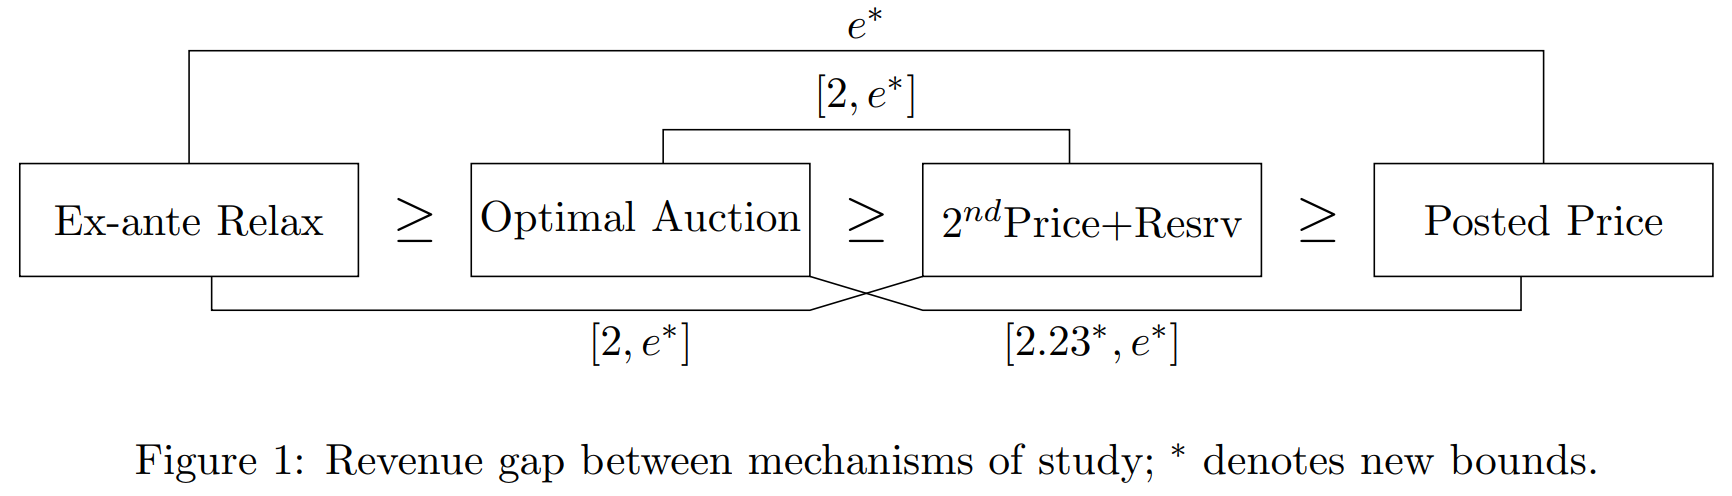 e*
[2, e*]
Ex-ante Relax ≥ Optimal Auction ≥ 2ⁿᵈPrice+Resrv ≥ Posted Price
[2, e*] [2.23*, e*]
Figure 1: Revenue gap between mechanisms of study; * denotes new bounds.